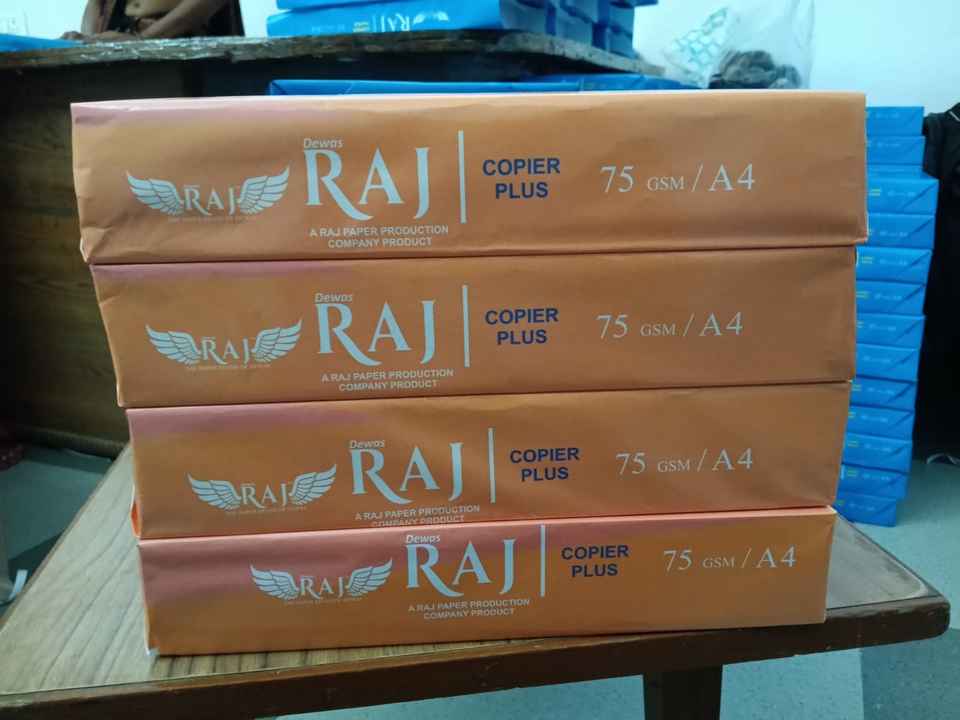 RAJ
Dewas
RAJ
A RAJ PAPER PRODUCTION
COMPANY PRODUCT
COPIER
PLUS
75 GSM / A4
RAJ
Dewas
RAJ
A RAJ PAPER PRODUCTION
COMPANY PRODUCT
COPIER
PLUS
75 GSM / A4
RAJ
Dewas
RAJ
A RAJ PAPER PRODUCTION
COMPANY PRODUCT
COPIER
PLUS
75 GSM / A4
RAJ
Dewas
RAJ
A RAJ PAPER PRODUCTION
COMPANY PRODUCT
COPIER
PLUS
75 GSM / A4
RAJ